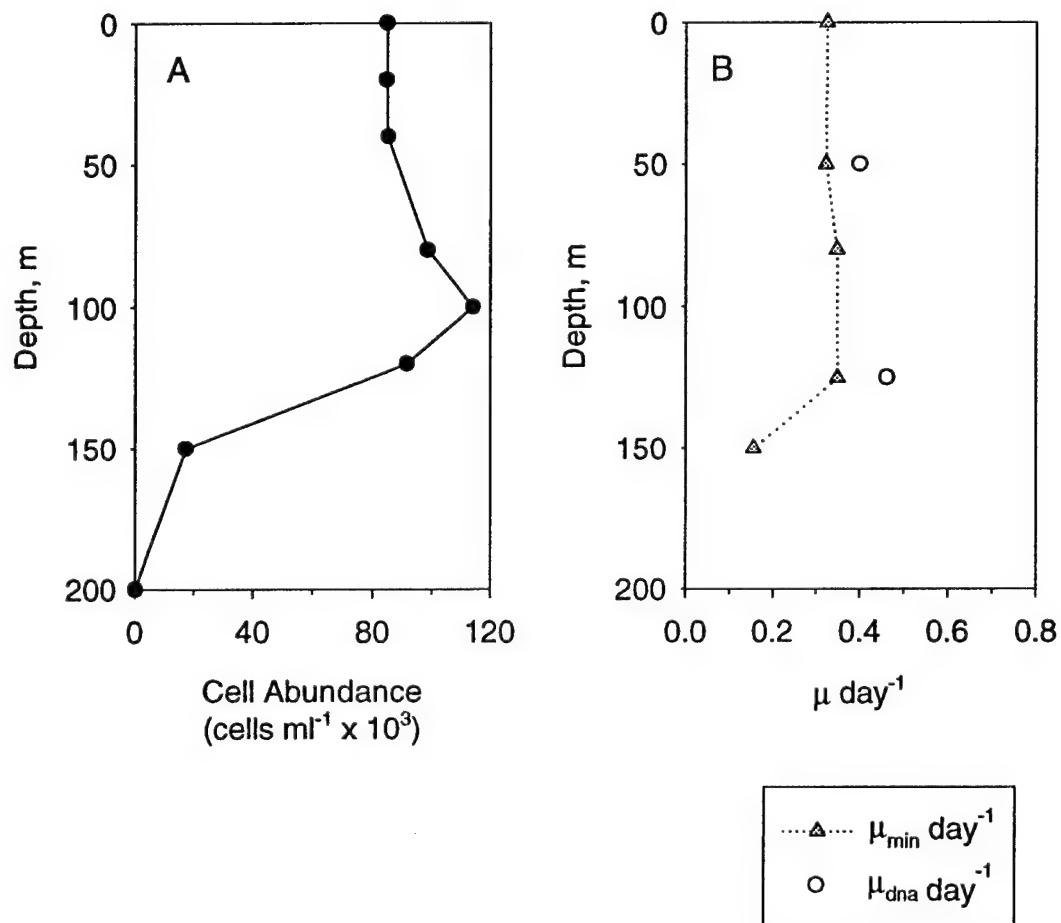 A
Depth, m
0
50
100
150
200
0
40
80
120
Cell Abundance
(cells ml⁻¹ x 10³)
B
Depth, m
0
50
100
150
200
0.0
0.2
0.4
0.6
0.8
µ day⁻¹
µmin day⁻¹
µdna day⁻¹